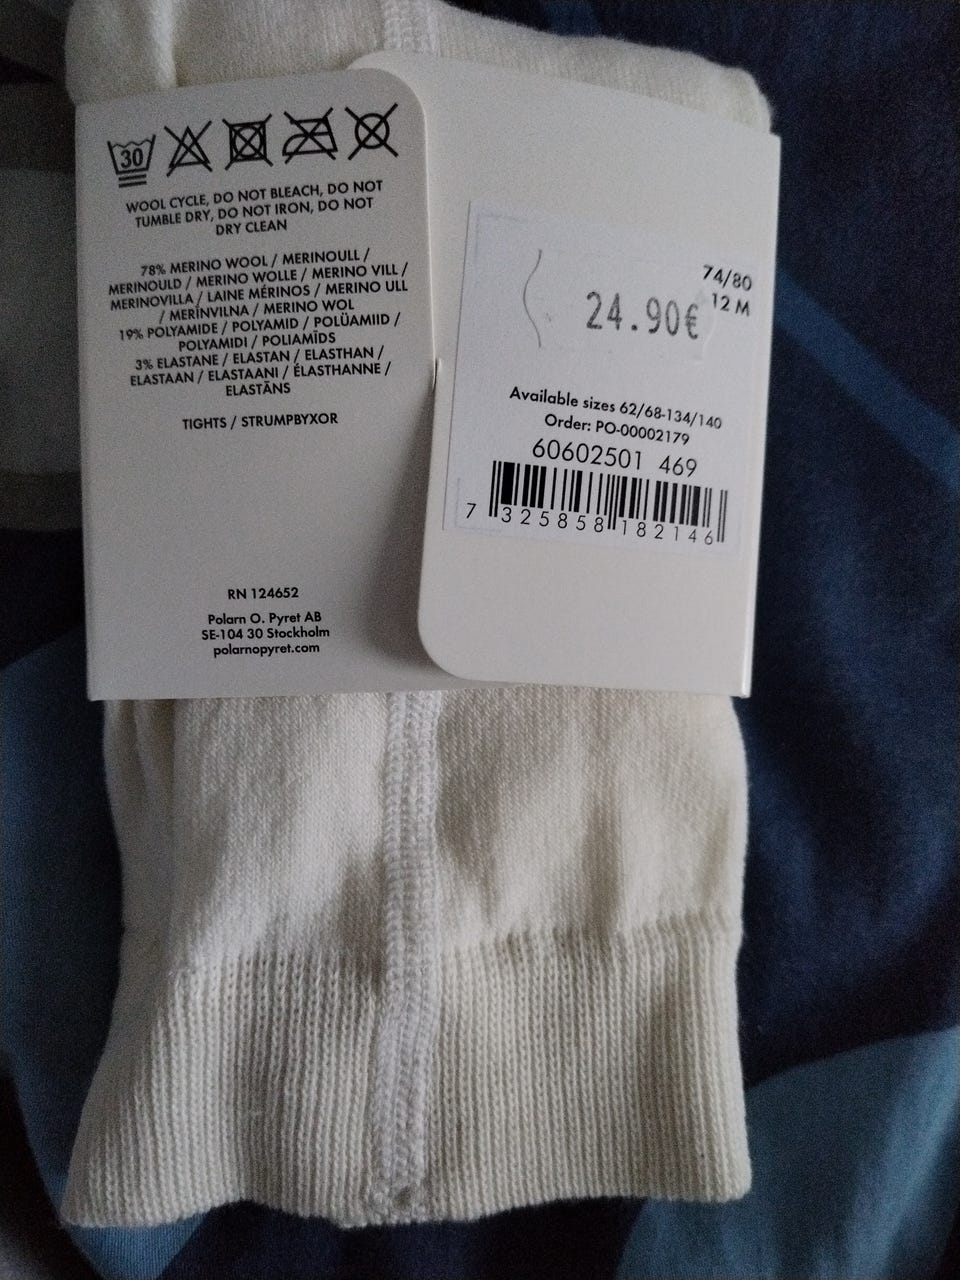 30
WOOL CYCLE, DO NOT BLEACH, DO NOT
TUMBLE DRY, DO NOT IRON, DO NOT
DRY CLEAN
78% MERINO WOOL / MERINOULL /
MERINOULD / MERINO WOLLE / MERINO VILL /
MERINOVILLA / LAINE MÉRINOS / MERINO ULL
/ MERĪNVILNA / MERINO WOL
19% POLYAMIDE / POLYAMID / POLÜAMIID /
POLYAMIDI / POLIAMĪDS
3% ELASTANE / ELASTAN / ELASTHAN /
ELASTAAN / ELASTAANI / ÉLASTHANNE /
ELASTĀNS
TIGHTS / STRUMPBYXOR
RN 124652
Polarn O. Pyret AB
SE-104 30 Stockholm
polarnopyret.com
74/80
12 M
24.90€
Available sizes 62/68-134/140
Order: PO-00002179
60602501 469
7 325858 182146